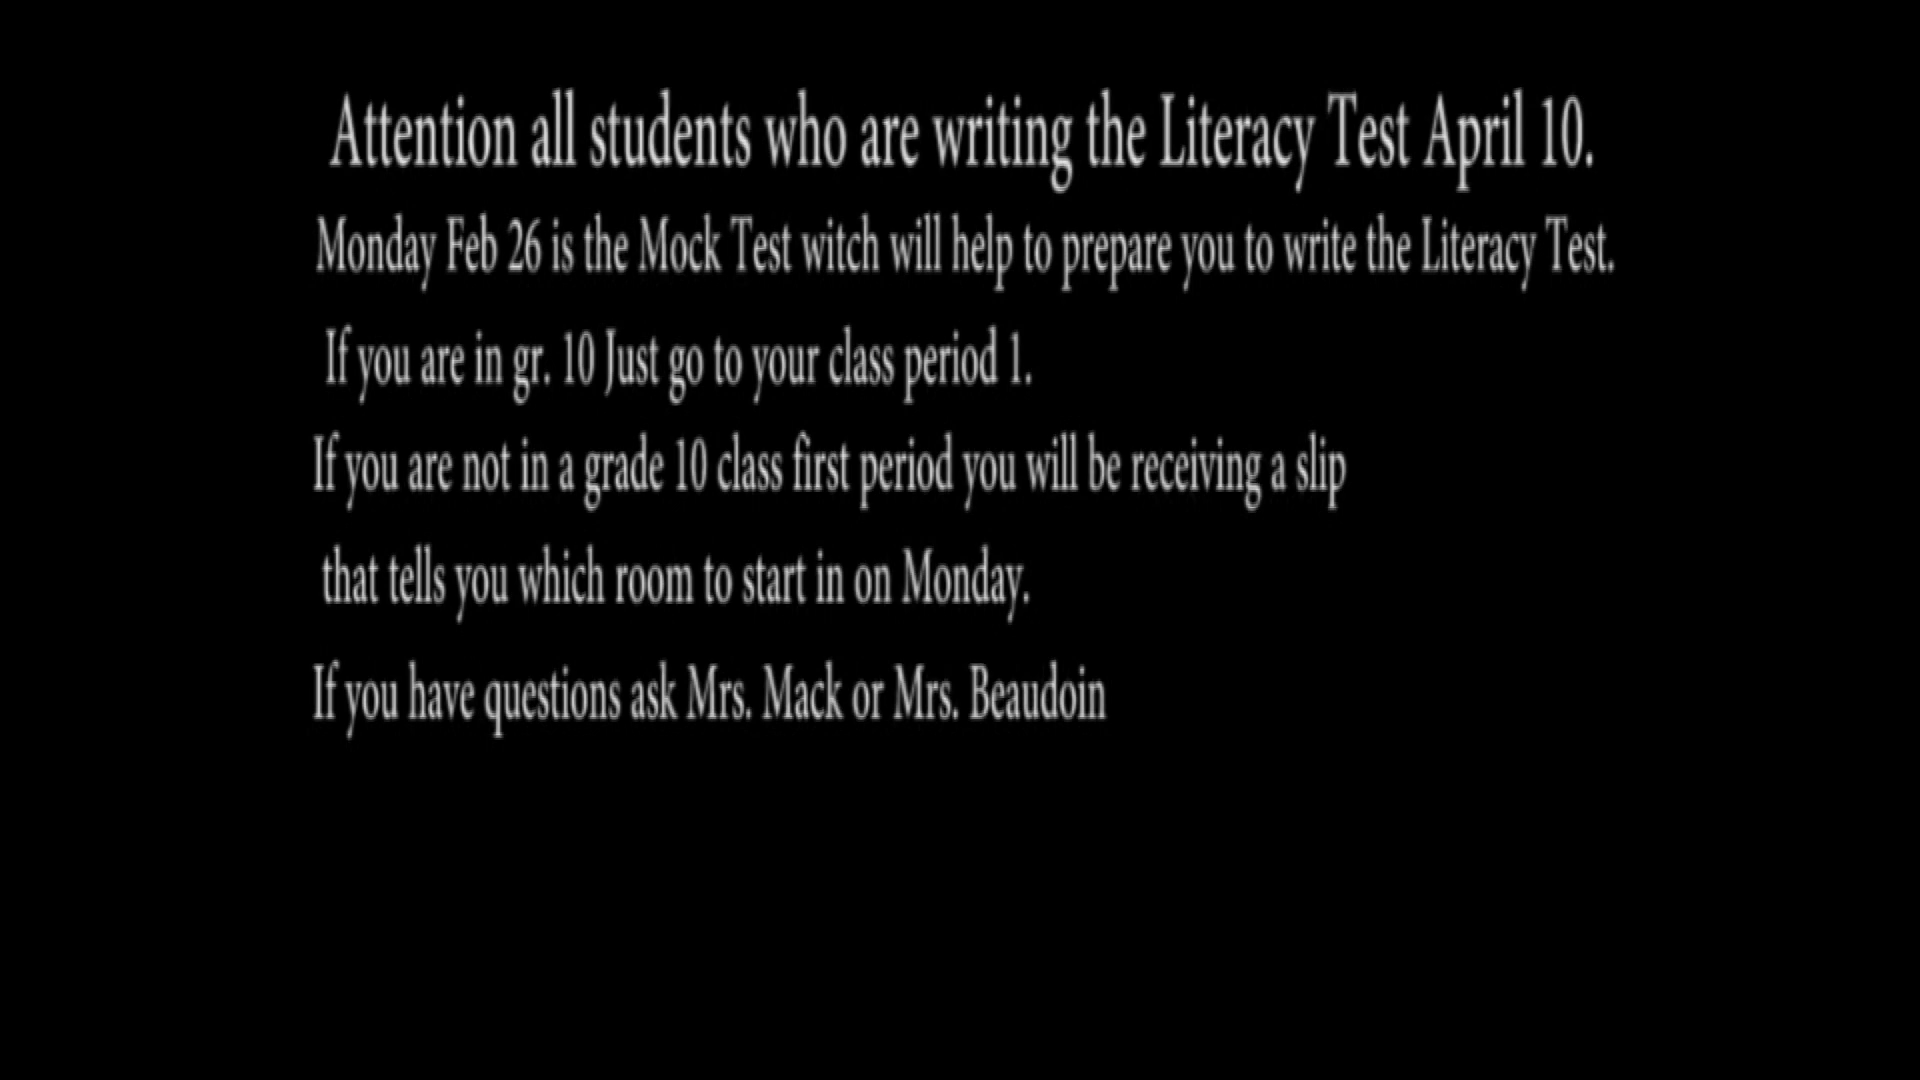 Attention all students who are writing the Literacy Test April 10.
Monday Feb 26 is the Mock Test witch will help to prepare you to write the Literacy Test.
If you are in gr. 10 Just go to your class period 1.
If you are not in a grade 10 class first period you will be receiving a slip
that tells you which room to start in on Monday.
If you have questions ask Mrs. Mack or Mrs. Beaudoin